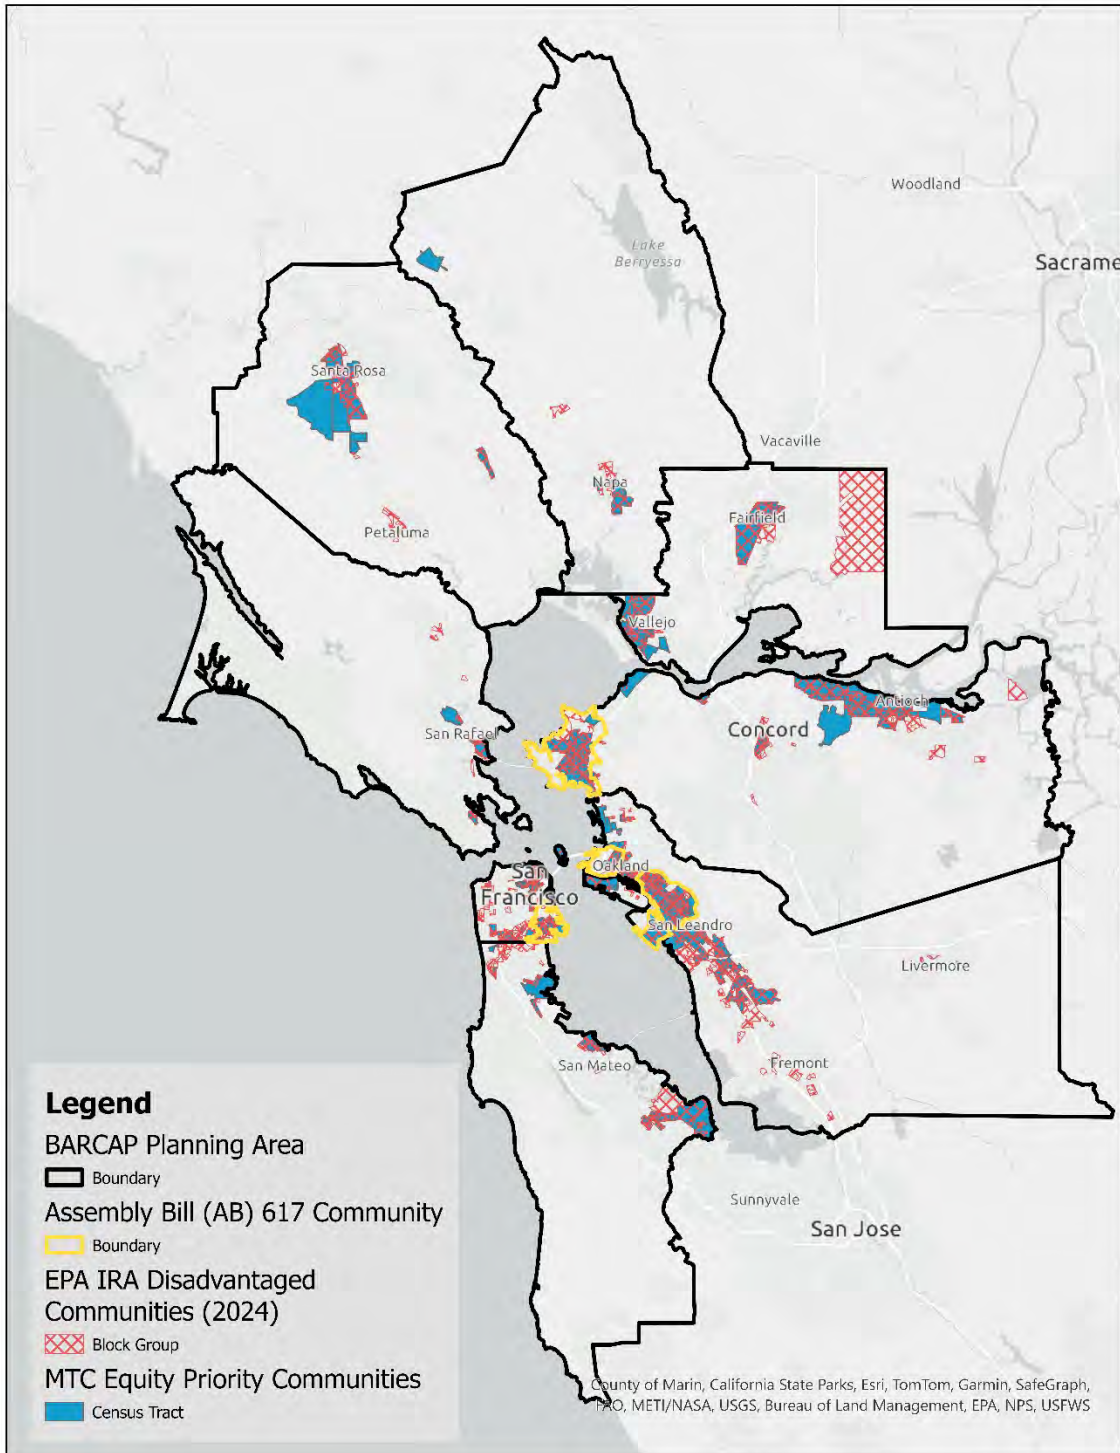 Woodland
Lake
Berryessa
Sacrame
Santa Rosa
Vacaville
Napa
Fairfield
Petaluma
Vallejo
Antioch
San Rafael
Concord
Oakland
San
Francisco
San Leandro
Livermore
San Mateo
Fremont
Sunnyvale
San Jose
Legend
BARCAP Planning Area
Boundary
Assembly Bill (AB) 617 Community
Boundary
EPA IRA Disadvantaged
Communities (2024)
Block Group
MTC Equity Priority Communities
Census Tract
County of Marin, California State Parks, Esri, TomTom, Garmin, SafeGraph,
FAO, METI/NASA, USGS, Bureau of Land Management, EPA, NPS, USFWS